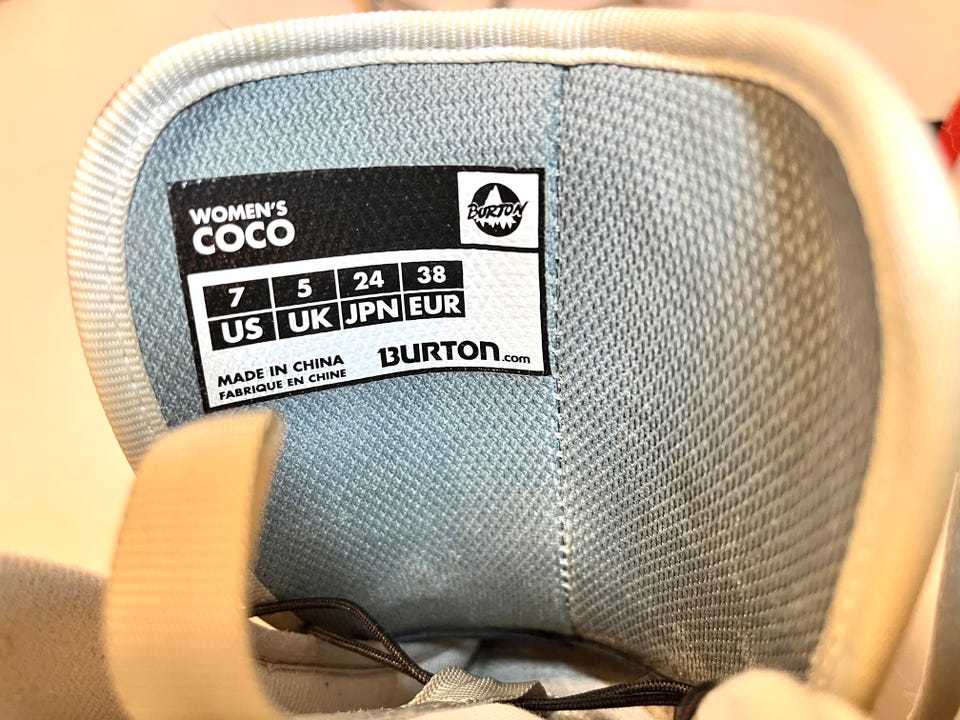 WOMEN'S
COCO
BURTON
7 5 24 38
US UK JPN EUR
MADE IN CHINA
FABRIQUE EN CHINE
BURTON.com